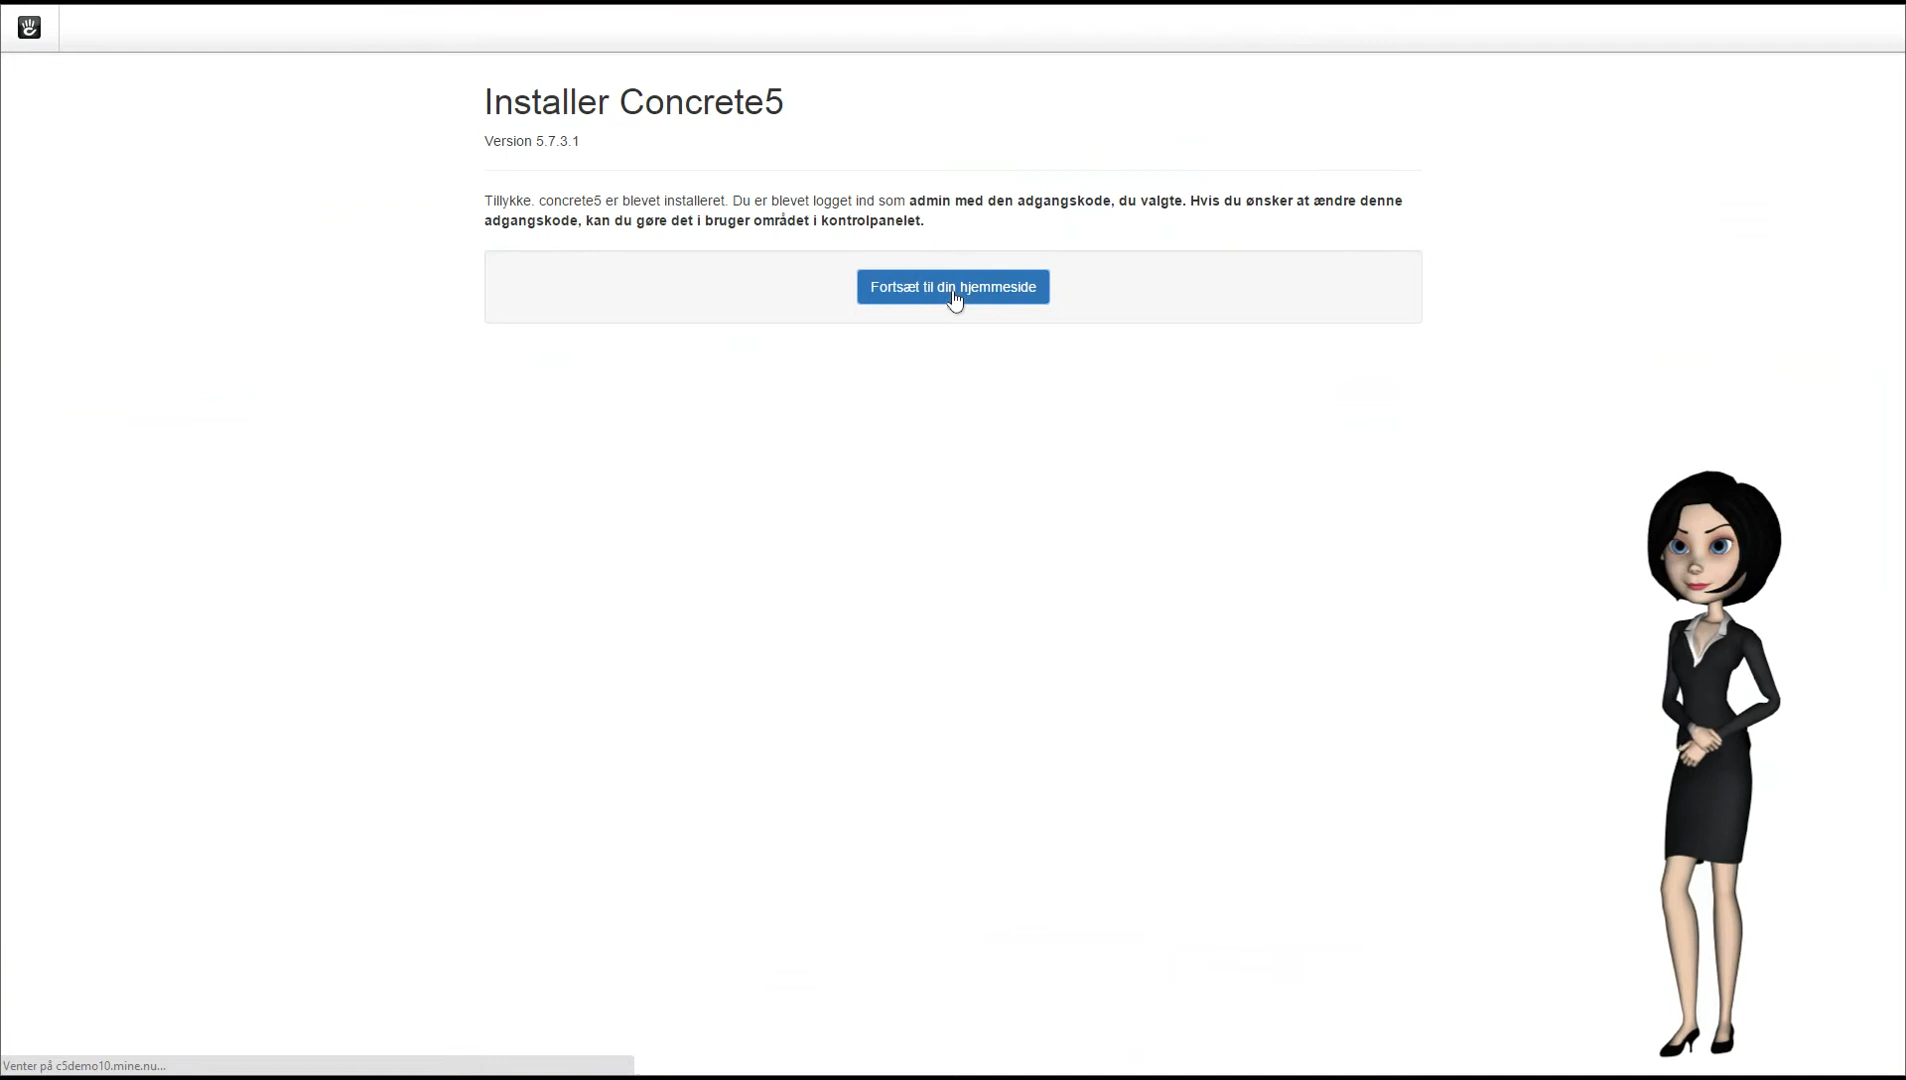 Installer Concrete5
Version 5.7.3.1
Tillykke. concrete5 er blevet installeret. Du er blevet logget ind som admin med den adgangskode, du valgte. Hvis du ønsker at ændre denne
adgangskode, kan du gøre det i bruger området i kontrolpanelet.
Fortsæt til din hjemmeside
Venter på c5demo10.mine.nu...